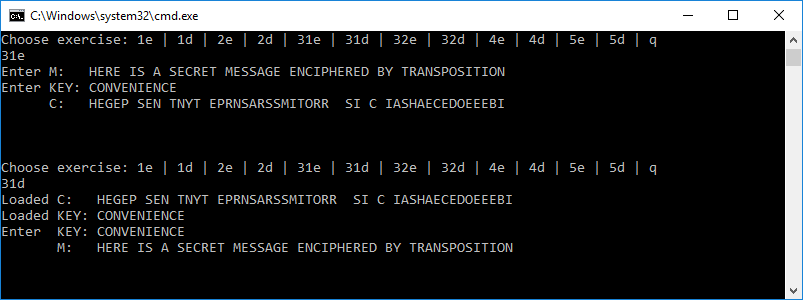 C:\Windows\system32\cmd.exe
Choose exercise: 1e | 1d | 2e | 2d | 31e | 31d | 32e | 32d | 4e | 4d | 5e | 5d | q
31e
Enter M:   HERE IS A SECRET MESSAGE ENCIPHERED BY TRANSPOSITION
Enter KEY: CONVENIENCE
      C:   HEGEP SEN TNYT EPRNSARSSMITORR  SI C IASHAECEDOEEEBI
Choose exercise: 1e | 1d | 2e | 2d | 31e | 31d | 32e | 32d | 4e | 4d | 5e | 5d | q
31d
Loaded C:   HEGEP SEN TNYT EPRNSARSSMITORR  SI C IASHAECEDOEEEBI
Loaded KEY: CONVENIENCE
Enter  KEY: CONVENIENCE
       M:   HERE IS A SECRET MESSAGE ENCIPHERED BY TRANSPOSITION